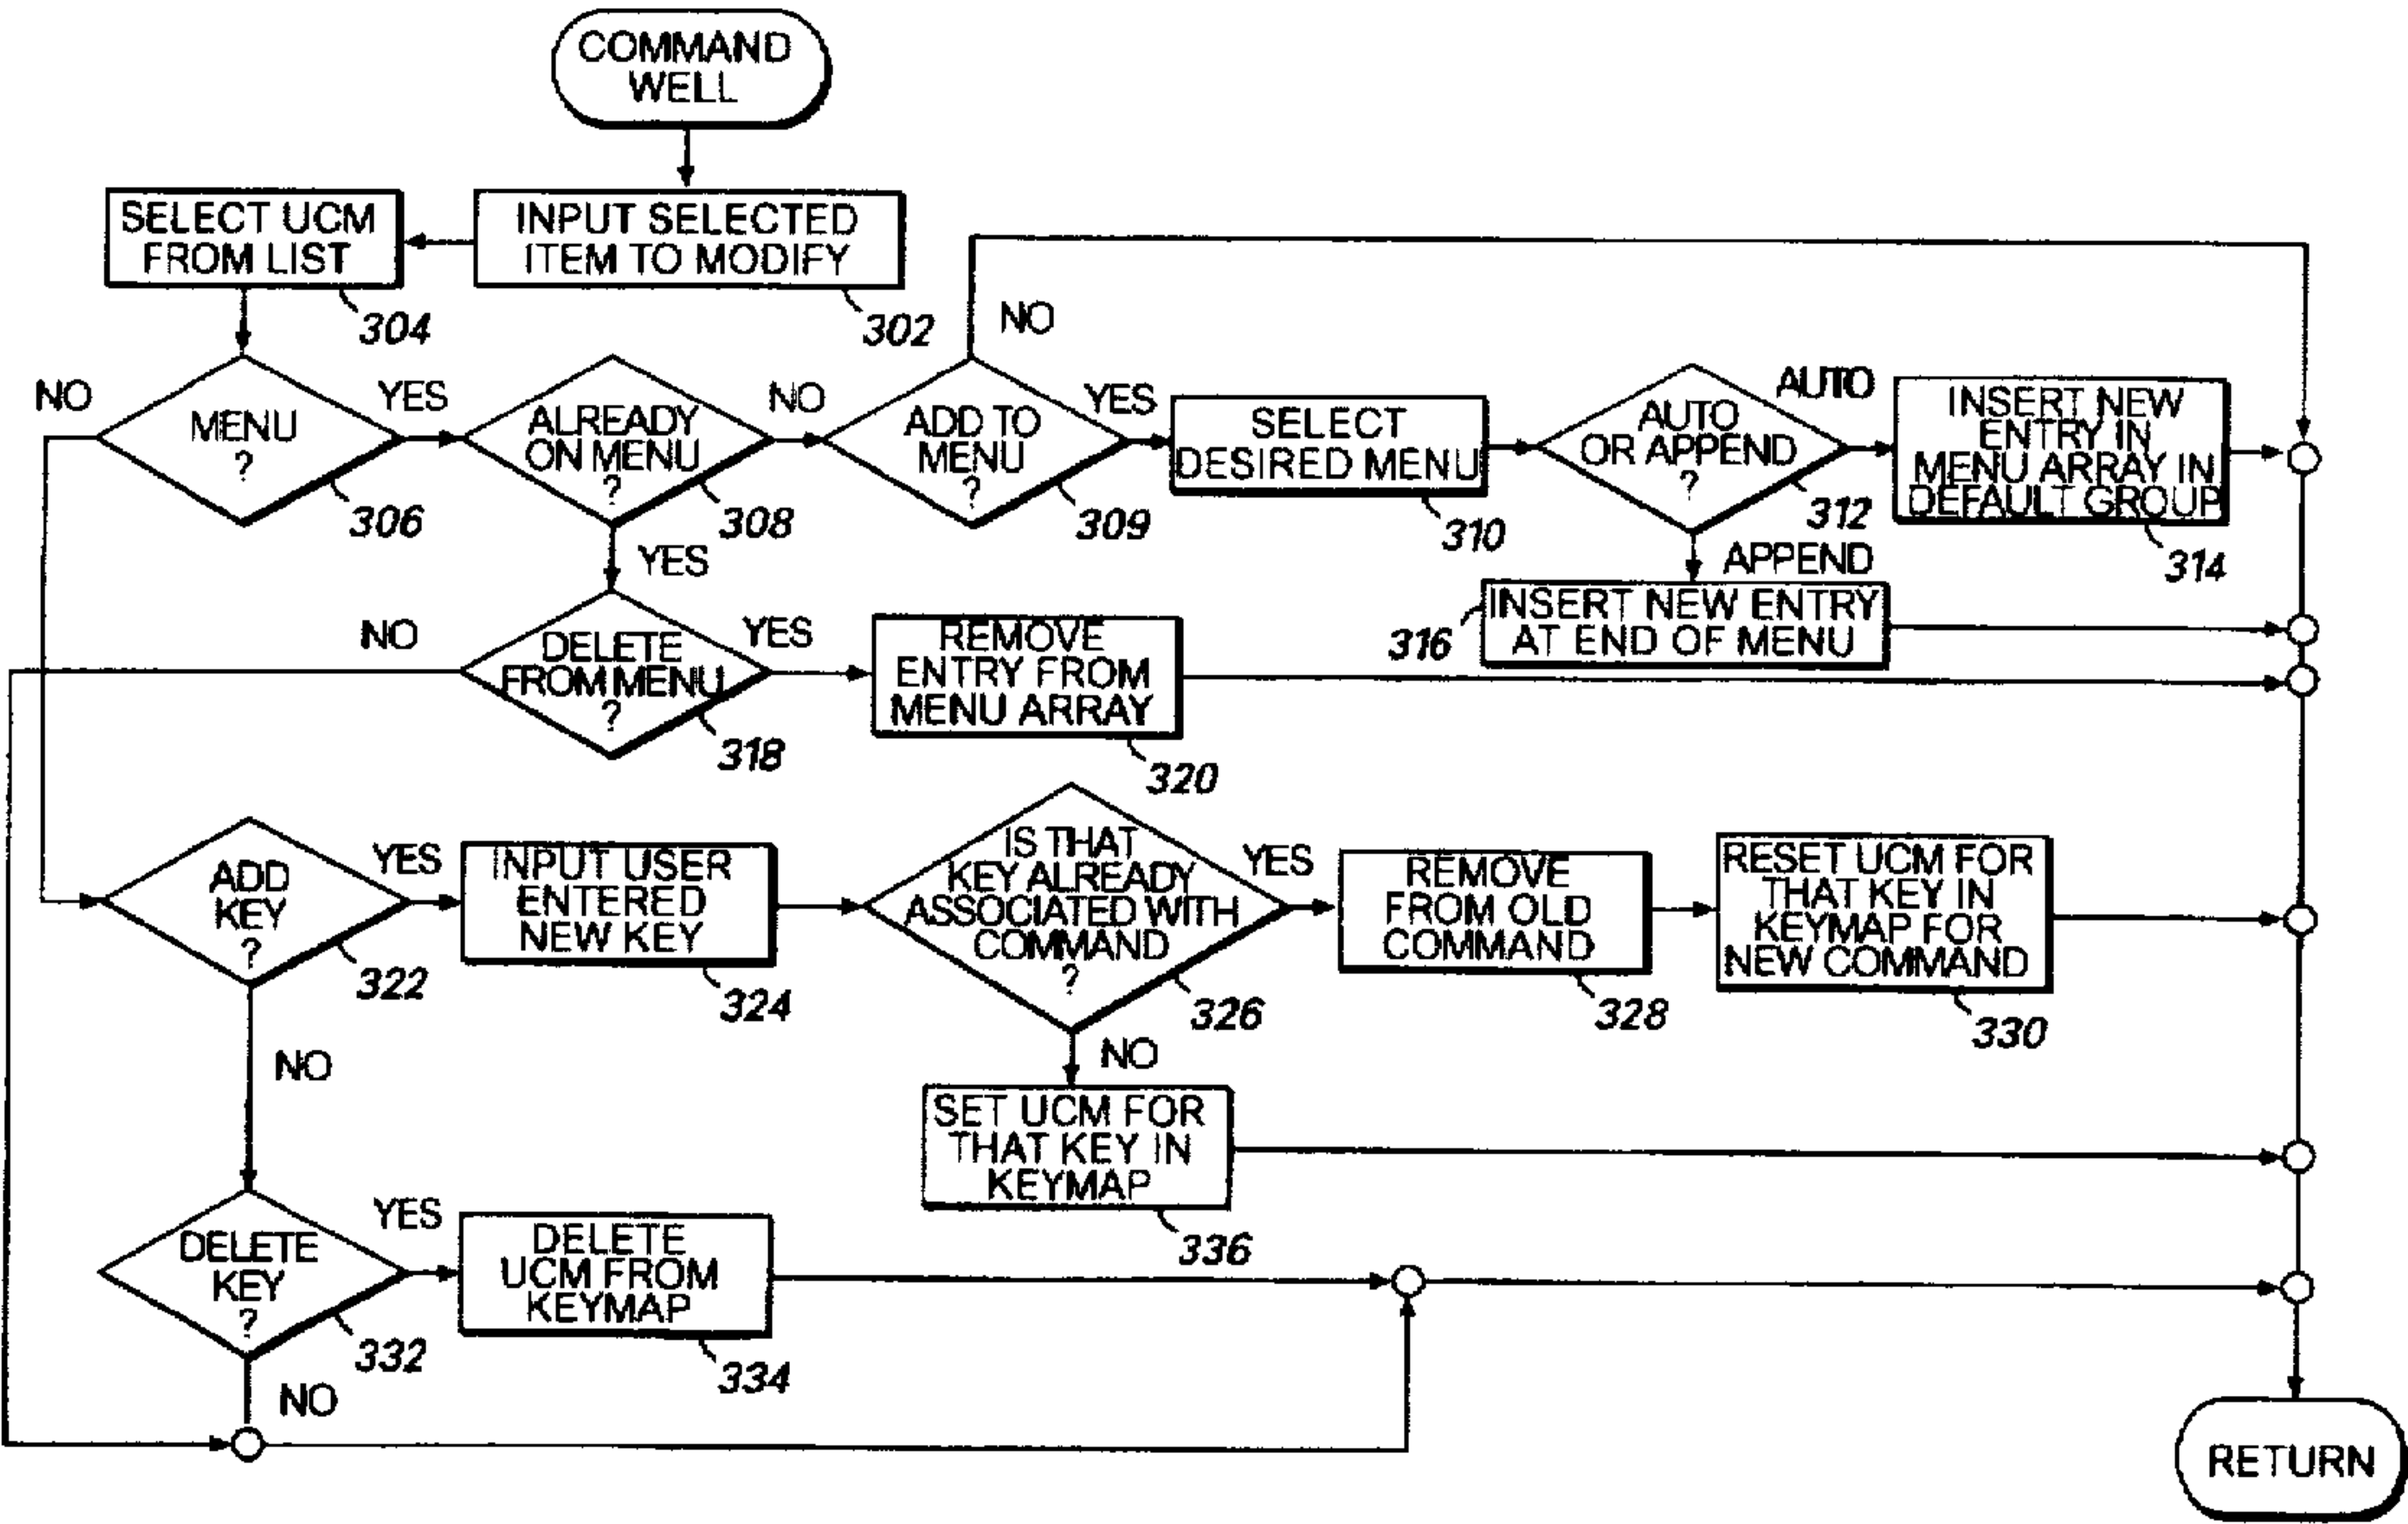 COMMAND
WELL
SELECT UCM
FROM LIST
304
INPUT SELECTED
ITEM TO MODIFY
302
NO
MENU
?
306
YES
ALREADY
ON MENU
?
308
NO
ADD TO
MENU
?
309
NO
YES
SELECT
DESIRED MENU
310
AUTO
OR APPEND
?
312
AUTO
INSERT NEW
ENTRY IN
MENU ARRAY IN
DEFAULT GROUP
314
APPEND
316
INSERT NEW ENTRY
AT END OF MENU
YES
NO
DELETE
FROM MENU
?
318
YES
REMOVE
ENTRY FROM
MENU ARRAY
320
ADD
KEY
?
322
YES
INPUT USER
ENTERED
NEW KEY
324
IS THAT
KEY ALREADY
ASSOCIATED WITH
COMMAND
?
326
YES
REMOVE
FROM OLD
COMMAND
328
RESET UCM FOR
THAT KEY IN
KEYMAP FOR
NEW COMMAND
330
NO
NO
SET UCM FOR
THAT KEY IN
KEYMAP
336
DELETE
KEY
?
332
YES
DELETE
UCM FROM
KEYMAP
334
NO
RETURN